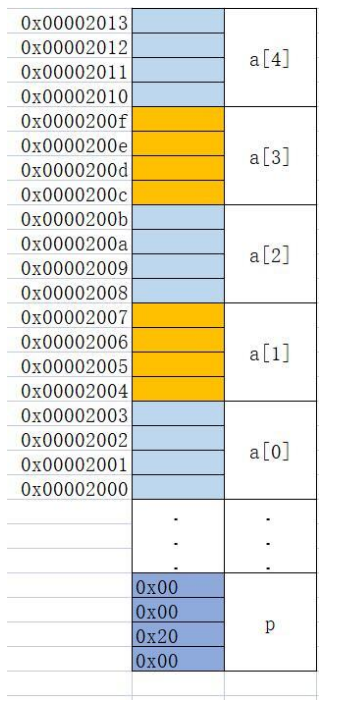 0x00002013
0x00002012
0x00002011
0x00002010
a[4]
0x0000200f
0x0000200e
0x0000200d
0x0000200c
a[3]
0x0000200b
0x0000200a
0x00002009
0x00002008
a[2]
0x00002007
0x00002006
0x00002005
0x00002004
a[1]
0x00002003
0x00002002
0x00002001
0x00002000
a[0]
. .
. .
. .
0x00
0x00
0x20
0x00
p